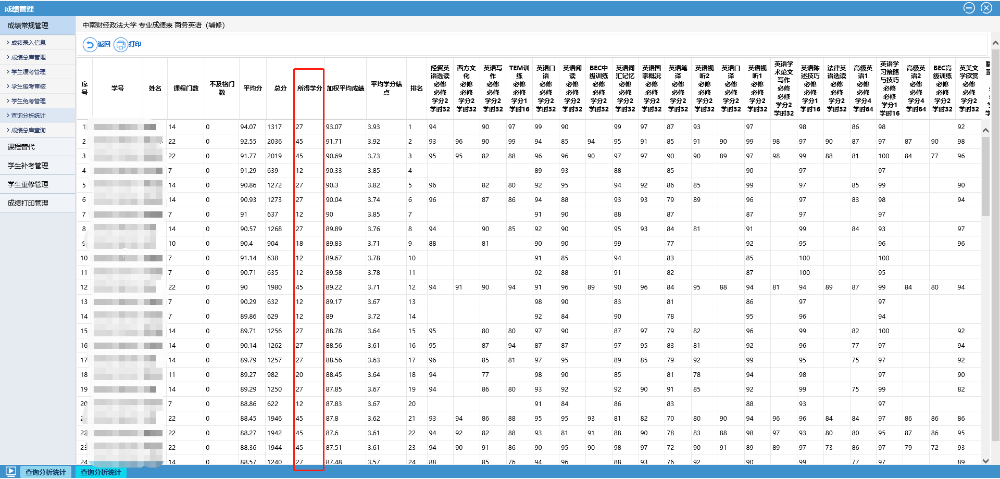 成绩管理
成绩常规管理
成绩录入信息
成绩总库管理
学生缓考管理
学生缓考审核
学生免考管理
查询分析统计
成绩总库查询
课程替代
学生补考管理
学生重修管理
成绩打印管理
中南财经政法大学 专业成绩表 商务英语（辅修）
返回 打印
序号 学号 姓名 课程门数 不及格门数 平均分 总分 所得学分 加权平均成绩 平均学分绩点 排名 经贸英语选读必修必修学分2学时32 西方文化必修必修学分2学时32 英语写作必修必修学分2学时32 TEM训练必修必修学分1学时16 英语口语必修必修学分2学时32 英语阅读必修必修学分2学时32 BEC中级训练必修必修学分2学时32 英语词汇记忆必修必修学分2学时32 英语国家概况必修必修学分2学时32 英语笔译必修必修学分2学时32 英语视听2必修必修学分2学时32 英语口译必修必修学分2学时32 英语视听1必修必修学分2学时32 英语学术论文写作必修必修学分2学时32 英语陈述技巧必修必修学分1学时16 法律英语选读必修必修学分2学时32 高级英语1必修必修学分4学时64 英语学习策略与技巧必修必修学分1学时16 高级英语2必修必修学分4学时64 BEC高级训练必修必修学分2学时32 英美文学欣赏必修必修学分2学时32
1 14 0 94.07 1317 27 93.07 3.93 1 94 90 97 99 90 99 97 87 93 97 98 86 98 92
2 22 0 92.55 2036 45 91.71 3.92 2 93 96 90 99 94 85 94 95 91 85 91 90 99 98 97 90 87 97 87 90 98
3 22 0 91.77 2019 45 90.69 3.73 3 95 95 82 88 96 96 90 97 97 90 90 89 97 98 99 88 81 100 84 77 96
4 7 0 91.29 639 12 90.33 3.85 4 89 93 88 85 90 97 97
5 14 0 90.86 1272 27 90.3 3.82 5 96 82 80 92 95 94 92 86 85 99 97 85 99 90
6 14 0 90.93 1273 27 90.04 3.74 6 96 87 86 94 88 93 93 79 89 96 97 83 98 94
7 7 0 91 637 12 90 3.85 7 91 90 88 87 87 97 97
8 14 0 90.57 1268 27 89.89 3.76 8 94 90 85 92 90 95 93 84 81 91 99 84 93 97
9 10 0 90.4 904 18 89.83 3.71 9 88 81 90 90 99 77 92 95 96 96
10 7 0 91.14 638 12 89.67 3.78 10 91 85 94 83 85 100 100
11 7 0 90.71 635 12 89.58 3.78 11 92 88 91 82 87 100 95
12 22 0 90 1980 45 89.22 3.71 12 94 91 90 94 91 96 89 90 96 84 95 88 94 81 94 89 87 99 84 80 94
13 7 0 90.29 632 12 89.17 3.67 13 98 90 83 81 86 97 97
14 7 0 89.86 629 12 89 3.72 14 92 84 90 78 95 96 94
15 14 0 89.71 1256 27 88.78 3.64 15 95 80 80 97 90 87 97 79 82 96 99 82 100 92
16 14 0 90.14 1262 27 88.56 3.61 16 95 87 94 87 87 97 95 83 81 92 96 77 97 94
17 14 0 89.79 1257 27 88.56 3.63 17 96 85 81 97 95 89 85 79 92 99 95 75 97 92
18 11 0 89.27 982 20 88.45 3.64 18 94 77 98 90 85 81 78 94 98 97 90
19 14 0 89.29 1250 27 87.85 3.67 19 94 86 80 93 92 92 90 91 85 92 99 75 99 82
20 7 0 88.86 622 12 87.83 3.67 20 91 84 86 83 88 93 97
22 0 88.45 1946 45 87.8 3.62 21 93 94 86 88 95 95 93 81 82 70 80 90 94 96 96 84 84 97 86 86 86
22 22 0 88.27 1942 45 87.6 3.61 22 94 92 82 88 93 81 91 88 90 78 83 88 98 97 93 80 80 95 87 86 95
23 22 0 88.36 1944 45 87.51 3.61 23 94 90 91 86 90 95 90 98 97 72 90 91 89 89 97 73 86 97 79 72 93
24 14 0 88.57 1240 27 87.48 3.57 24 88 85 76 94 96 88 93 76 92 90 99 77 97 89
查询分析统计 查询分析统计